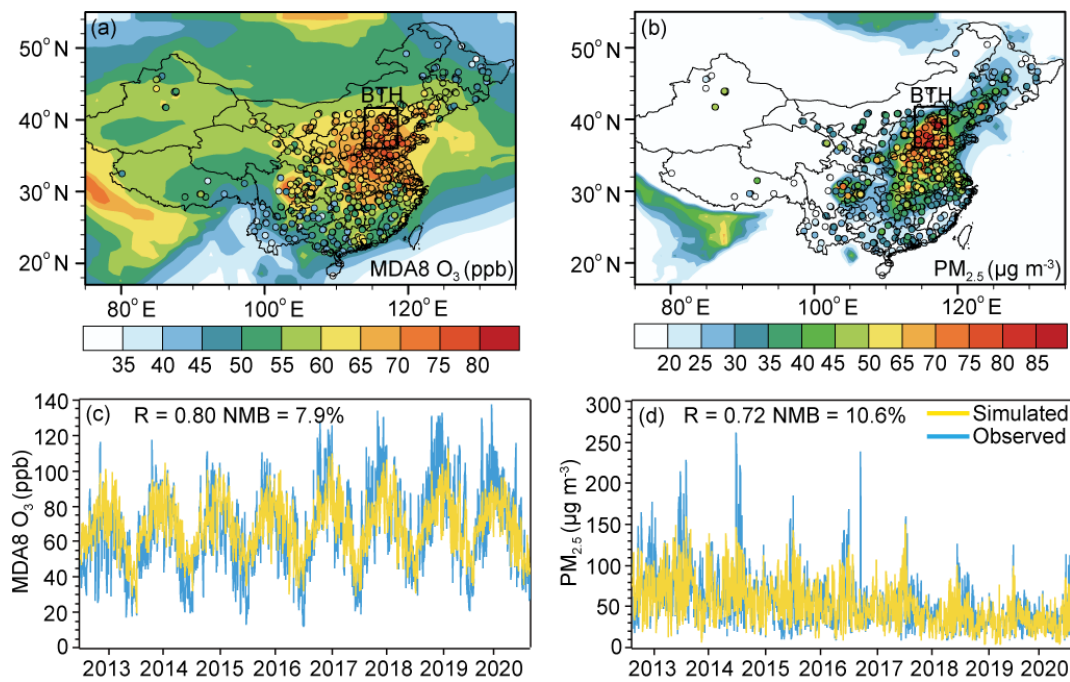 (a)
50° N
BTH
40° N
30° N
20° N
MDA8 O₃ (ppb)
80° E
100° E
120° E
35 40 45 50 55 60 65 70 75 80
(b)
50° N
BTH
40° N
30° N
20° N
PM₂.₅ (µg m⁻³)
80° E
100° E
120° E
20 25 30 35 40 45 50 65 70 75 85
(c) R = 0.80 NMB = 7.9%
MDA8 O₃ (ppb)
140
120
100
80
60
40
20
0
2013 2014 2015 2016 2017 2018 2019 2020
(d) R = 0.72 NMB = 10.6%
Simulated
Observed
PM₂.₅ (µg m⁻³)
300
250
200
150
100
50
0
2013 2014 2015 2016 2017 2018 2019 2020